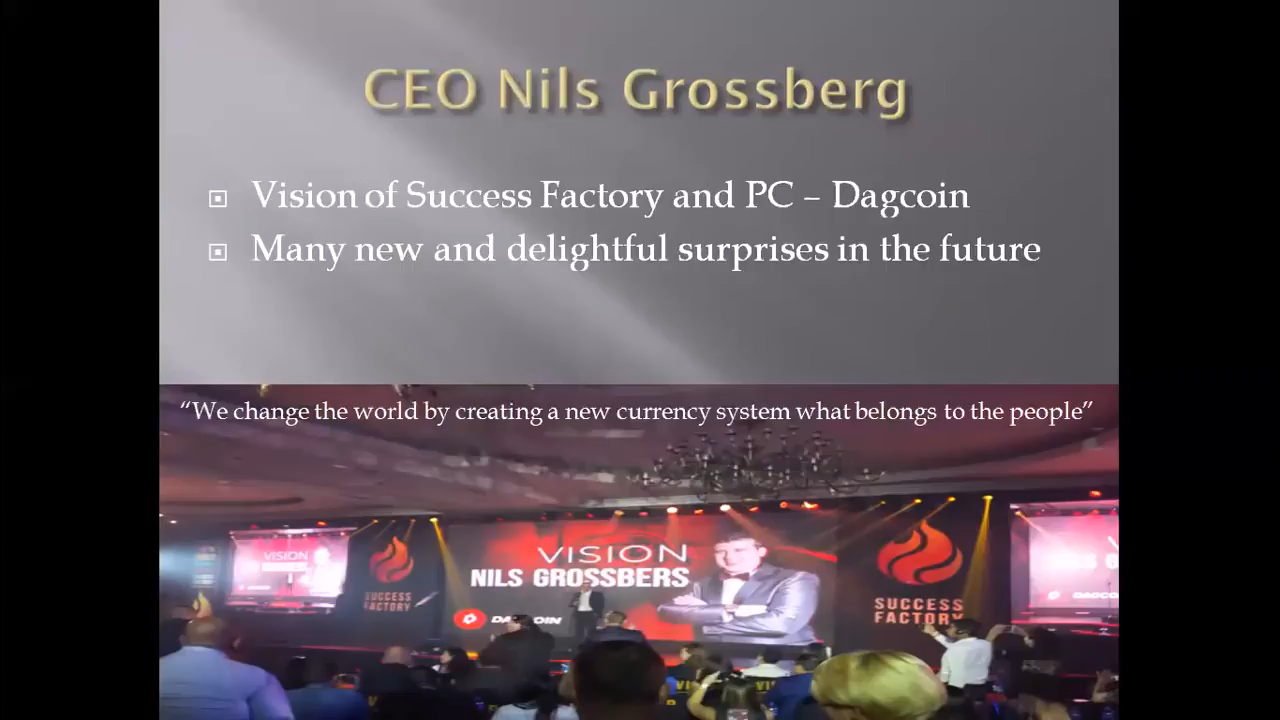 CEO Nils Grossberg
Vision of Success Factory and PC – Dagcoin
Many new and delightful surprises in the future
“We change the world by creating a new currency system what belongs to the people”
VISION
VISION
NILS GROSSBERS
SUCCESS
FACTORY
SUCCESS
FACTORY